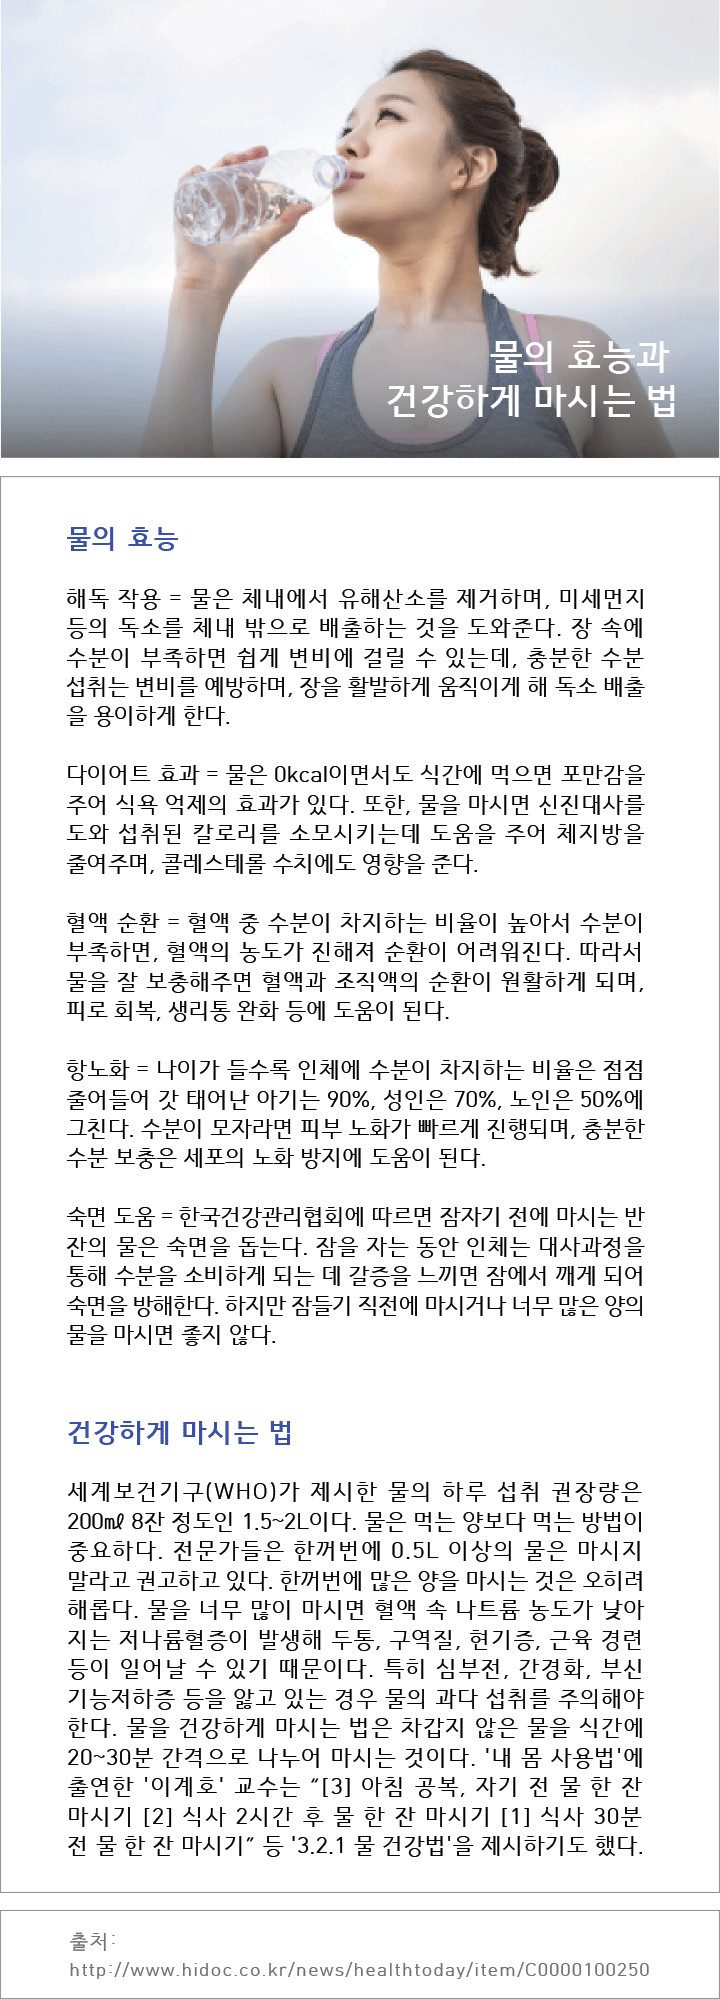 물의 효능과
건강하게 마시는 법
물의 효능
해독 작용 = 물은 체내에서 유해산소를 제거하며, 미세먼지
등의 독소를 체내 밖으로 배출하는 것을 도와준다. 장 속에
수분이 부족하면 쉽게 변비에 걸릴 수 있는데, 충분한 수분
섭취는 변비를 예방하며, 장을 활발하게 움직이게 해 독소 배출
을 용이하게 한다.
다이어트 효과 = 물은 0kcal이면서도 식간에 먹으면 포만감을
주어 식욕 억제의 효과가 있다. 또한, 물을 마시면 신진대사를
도와 섭취된 칼로리를 소모시키는데 도움을 주어 체지방을
줄여주며, 콜레스테롤 수치에도 영향을 준다.
혈액 순환 = 혈액 중 수분이 차지하는 비율이 높아서 수분이
부족하면, 혈액의 농도가 진해져 순환이 어려워진다. 따라서
물을 잘 보충해주면 혈액과 조직액의 순환이 원활하게 되며,
피로 회복, 생리통 완화 등에 도움이 된다.
항노화 = 나이가 들수록 인체에 수분이 차지하는 비율은 점점
줄어들어 갓 태어난 아기는 90%, 성인은 70%, 노인은 50%에
그친다. 수분이 모자라면 피부 노화가 빠르게 진행되며, 충분한
수분 보충은 세포의 노화 방지에 도움이 된다.
숙면 도움 = 한국건강관리협회에 따르면 잠자기 전에 마시는 반
잔의 물은 숙면을 돕는다. 잠을 자는 동안 인체는 대사과정을
통해 수분을 소비하게 되는 데 갈증을 느끼면 잠에서 깨게 되어
숙면을 방해한다. 하지만 잠들기 직전에 마시거나 너무 많은 양의
물을 마시면 좋지 않다.
건강하게 마시는 법
세계보건기구(WHO)가 제시한 물의 하루 섭취 권장량은
200㎖ 8잔 정도인 1.5~2L이다. 물은 먹는 양보다 먹는 방법이
중요하다. 전문가들은 한꺼번에 0.5L 이상의 물은 마시지
말라고 권고하고 있다. 한꺼번에 많은 양을 마시는 것은 오히려
해롭다. 물을 너무 많이 마시면 혈액 속 나트륨 농도가 낮아
지는 저나륨혈증이 발생해 두통, 구역질, 현기증, 근육 경련
등이 일어날 수 있기 때문이다. 특히 심부전, 간경화, 부신
기능저하증 등을 앓고 있는 경우 물의 과다 섭취를 주의해야
한다. 물을 건강하게 마시는 법은 차갑지 않은 물을 식간에
20~30분 간격으로 나누어 마시는 것이다. '내 몸 사용법'에
출연한 '이계호' 교수는 “[3] 아침 공복, 자기 전 물 한 잔
마시기 [2] 식사 2시간 후 물 한 잔 마시기 [1] 식사 30분
전 물 한 잔 마시기” 등 '3.2.1 물 건강법'을 제시하기도 했다.
출처:
http://www.hidoc.co.kr/news/healthtoday/item/C0000100250